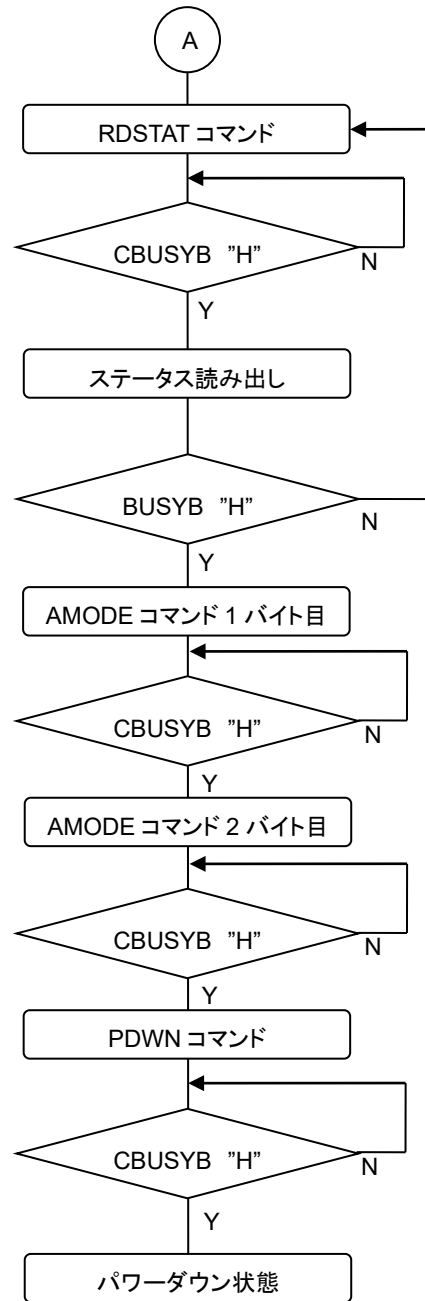 A
RDSTAT コマンド
CBUSYB ”H”
N
Y
ステータス読み出し
BUSYB ”H”
N
Y
AMODE コマンド 1 バイト目
CBUSYB ”H”
N
Y
AMODE コマンド 2 バイト目
CBUSYB ”H”
N
Y
PDWN コマンド
CBUSYB ”H”
N
Y
パワーダウン状態